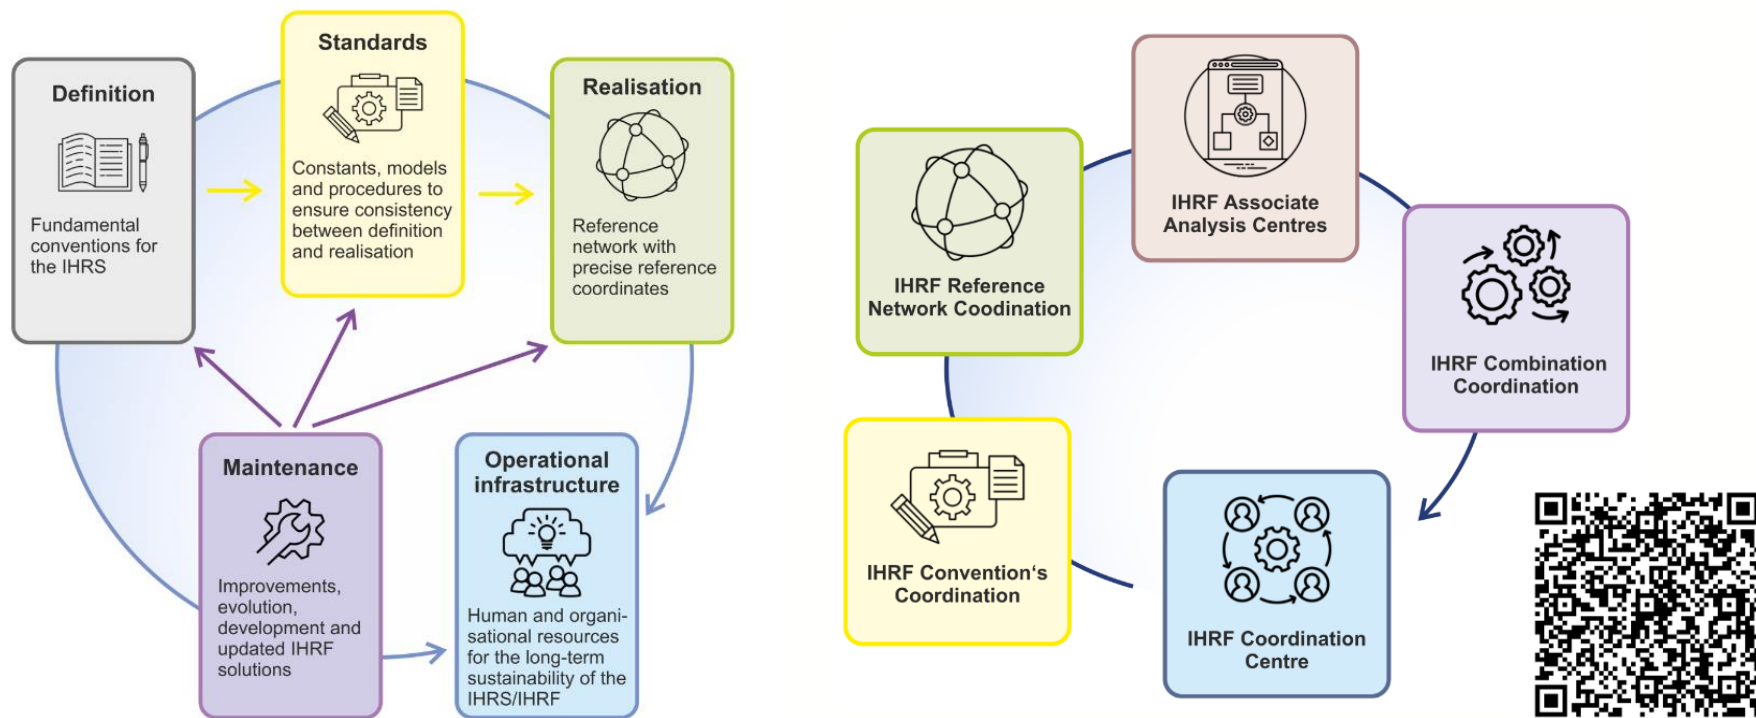 Definition
Fundamental
conventions for
the IHRS
Standards
Constants, models
and procedures to
ensure consistency
between definition
and realisation
Realisation
Reference
network with
precise reference
coordinates
Maintenance
Improvements,
evolution,
development and
updated IHRF
solutions
Operational
infrastructure
Human and organi-
sational resources
for the long-term
sustainability of the
IHRS/IHRF
IHRF Reference
Network Coodination
IHRF Associate
Analysis Centres
IHRF Combination
Coordination
IHRF Convention‘s
Coordination
IHRF Coordination
Centre